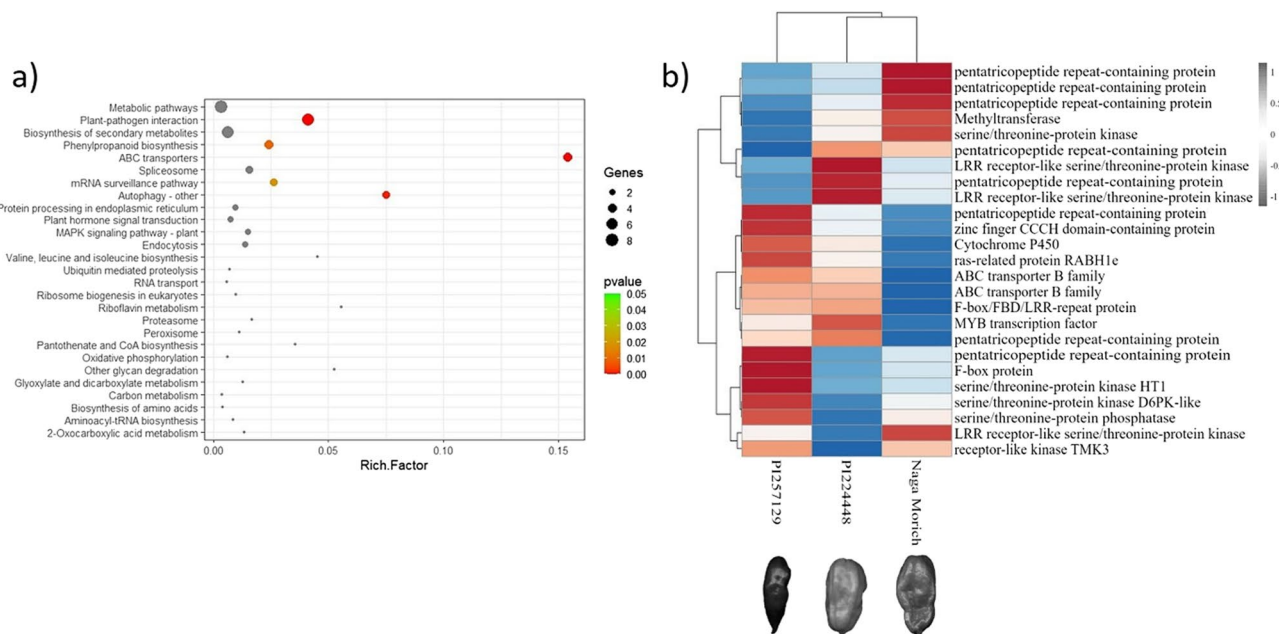 a)
Metabolic pathways
Plant-pathogen interaction
Biosynthesis of secondary metabolites
Phenylpropanoid biosynthesis
ABC transporters
Spliceosome
mRNA surveillance pathway
Autophagy - other
Protein processing in endoplasmic reticulum
Plant hormone signal transduction
MAPK signaling pathway - plant
Endocytosis
Valine, leucine and isoleucine biosynthesis
Ubiquitin mediated proteolysis
RNA transport
Ribosome biogenesis in eukaryotes
Riboflavin metabolism
Proteasome
Peroxisome
Pantothenate and CoA biosynthesis
Oxidative phosphorylation
Other glycan degradation
Glyoxylate and dicarboxylate metabolism
Carbon metabolism
Biosynthesis of amino acids
Aminoacyl-tRNA biosynthesis
2-Oxocarboxylic acid metabolism
0.00 0.05 0.10 0.15
Rich.Factor
Genes
2
4
6
8
pvalue
0.05
0.04
0.03
0.02
0.01
0.00
b)
pentatricopeptide repeat-containing protein
pentatricopeptide repeat-containing protein
pentatricopeptide repeat-containing protein
Methyltransferase
serine/threonine-protein kinase
pentatricopeptide repeat-containing protein
LRR receptor-like serine/threonine-protein kinase
pentatricopeptide repeat-containing protein
LRR receptor-like serine/threonine-protein kinase
pentatricopeptide repeat-containing protein
zinc finger CCCH domain-containing protein
Cytochrome P450
ras-related protein RABH1e
ABC transporter B family
ABC transporter B family
F-box/FBD/LRR-repeat protein
MYB transcription factor
pentatricopeptide repeat-containing protein
pentatricopeptide repeat-containing protein
F-box protein
serine/threonine-protein kinase HT1
serine/threonine-protein kinase D6PK-like
serine/threonine-protein phosphatase
LRR receptor-like serine/threonine-protein kinase
receptor-like kinase TMK3
PI257129
PI224448
Naga Morich
1
0.5
0
-0.
-1